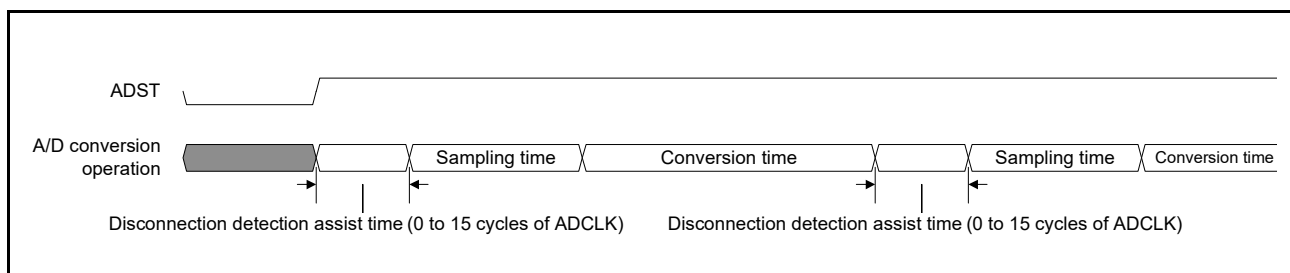 ADST
A/D conversion
operation
Sampling time
Conversion time
Sampling time
Conversion time
Disconnection detection assist time (0 to 15 cycles of ADCLK)
Disconnection detection assist time (0 to 15 cycles of ADCLK)